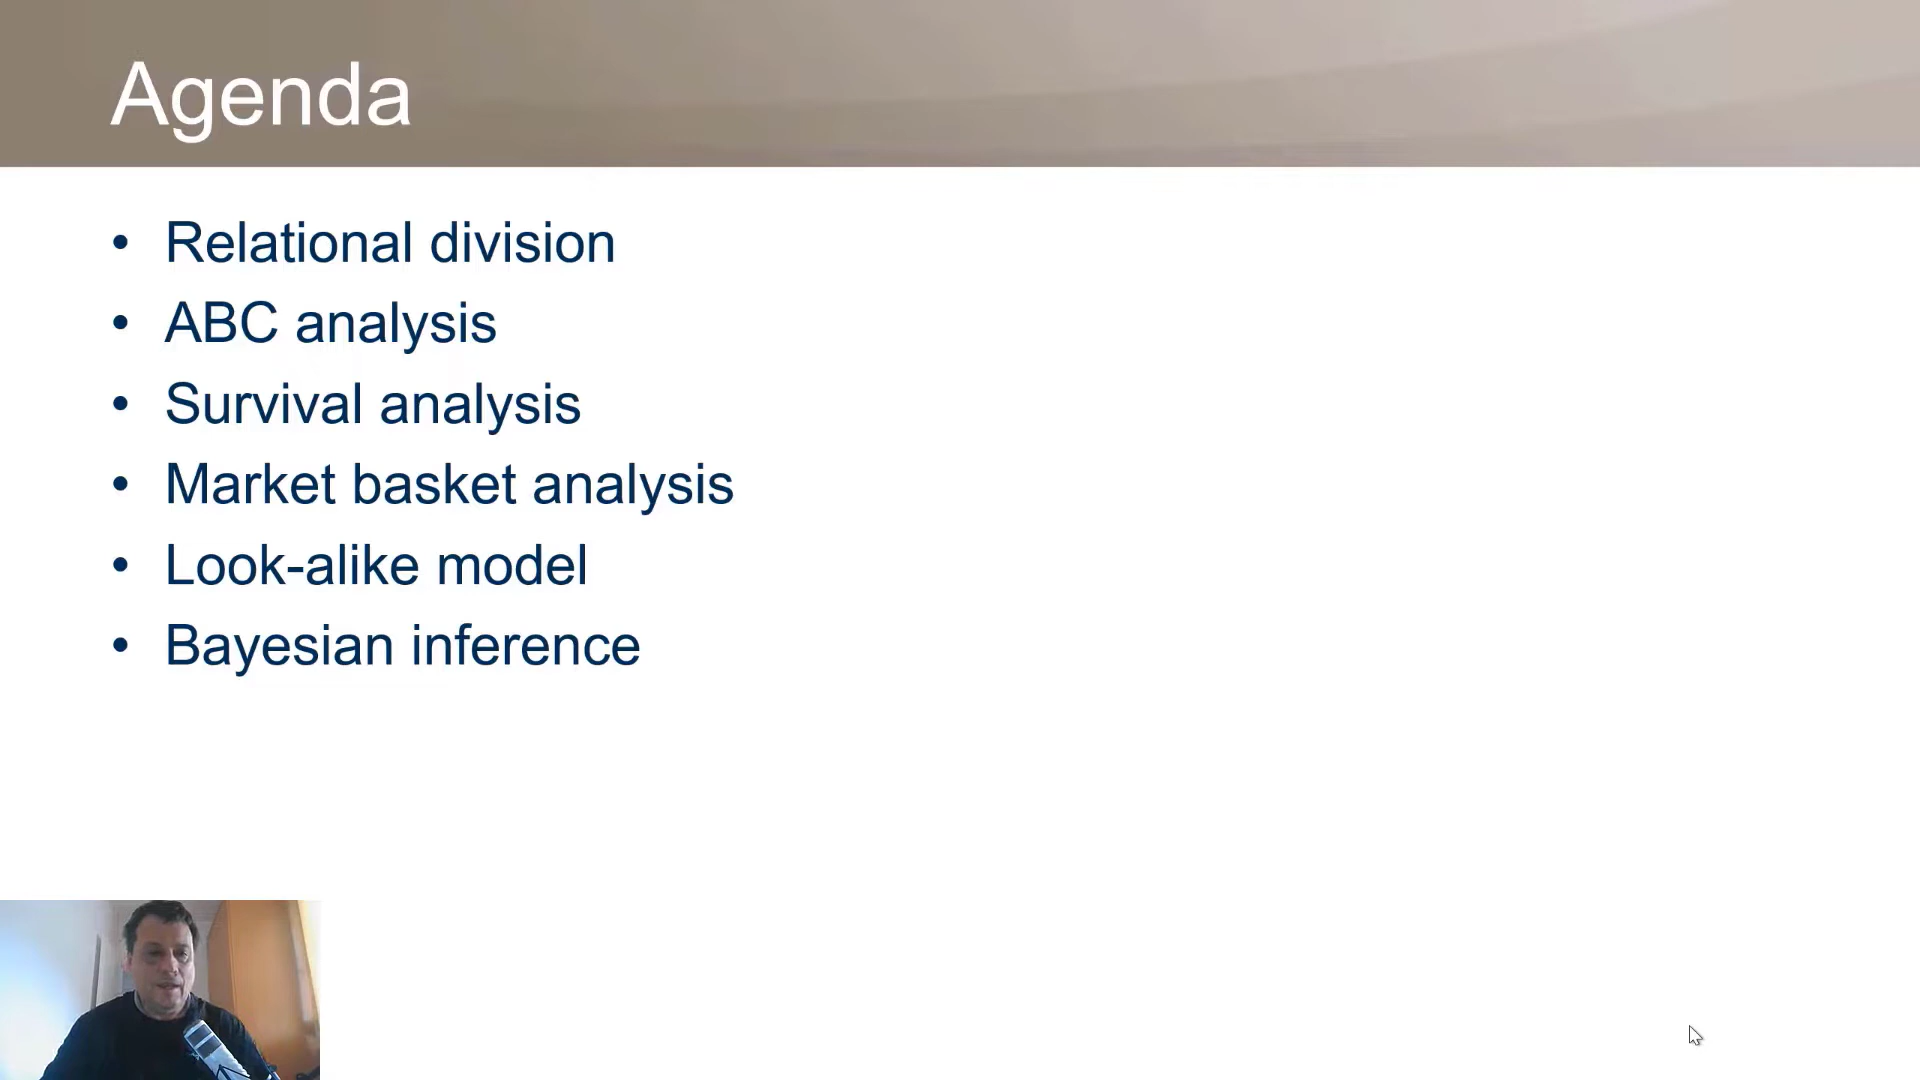 Agenda
• Relational division
• ABC analysis
• Survival analysis
• Market basket analysis
• Look-alike model
• Bayesian inference